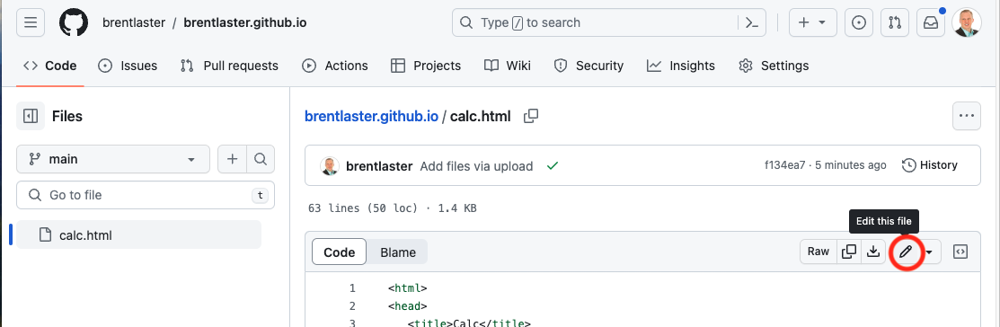 brentlaster / brentlaster.github.io
Type / to search
Code Issues Pull requests Actions Projects Wiki Security Insights Settings
Files
main
Go to file t
calc.html
brentlaster.github.io / calc.html
brentlaster Add files via upload f134ea7 · 5 minutes ago History
63 lines (50 loc) · 1.4 KB
Edit this file
Code Blame Raw
1 <html>
2 <head>
3 <title>Calc</title>